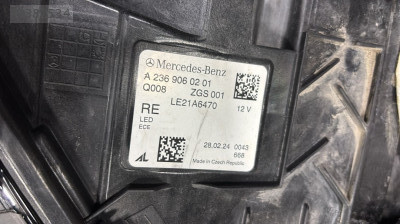 Mercedes-Benz
A 236 906 02 01
Q008 ZGS 001
LE21A6470
RE 12 V
LED
ECE
28.02.24 0043
668
AL Made in Czech Republic